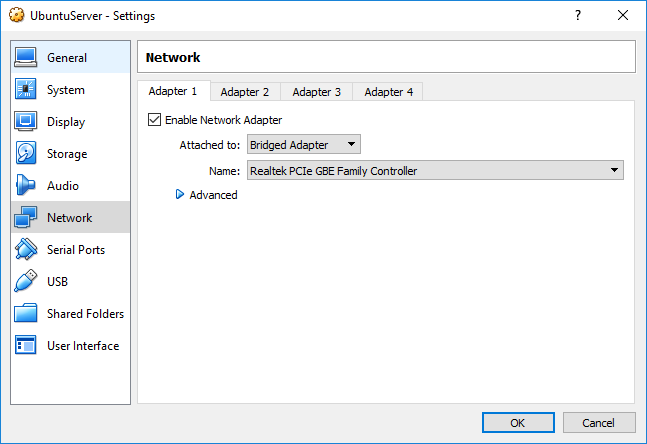 UbuntuServer - Settings
?
General
System
Display
Storage
Audio
Network
Serial Ports
USB
Shared Folders
User Interface
Network
Adapter 1 Adapter 2 Adapter 3 Adapter 4
Enable Network Adapter
Attached to: Bridged Adapter
Name: Realtek PCIe GBE Family Controller
Advanced
OK Cancel